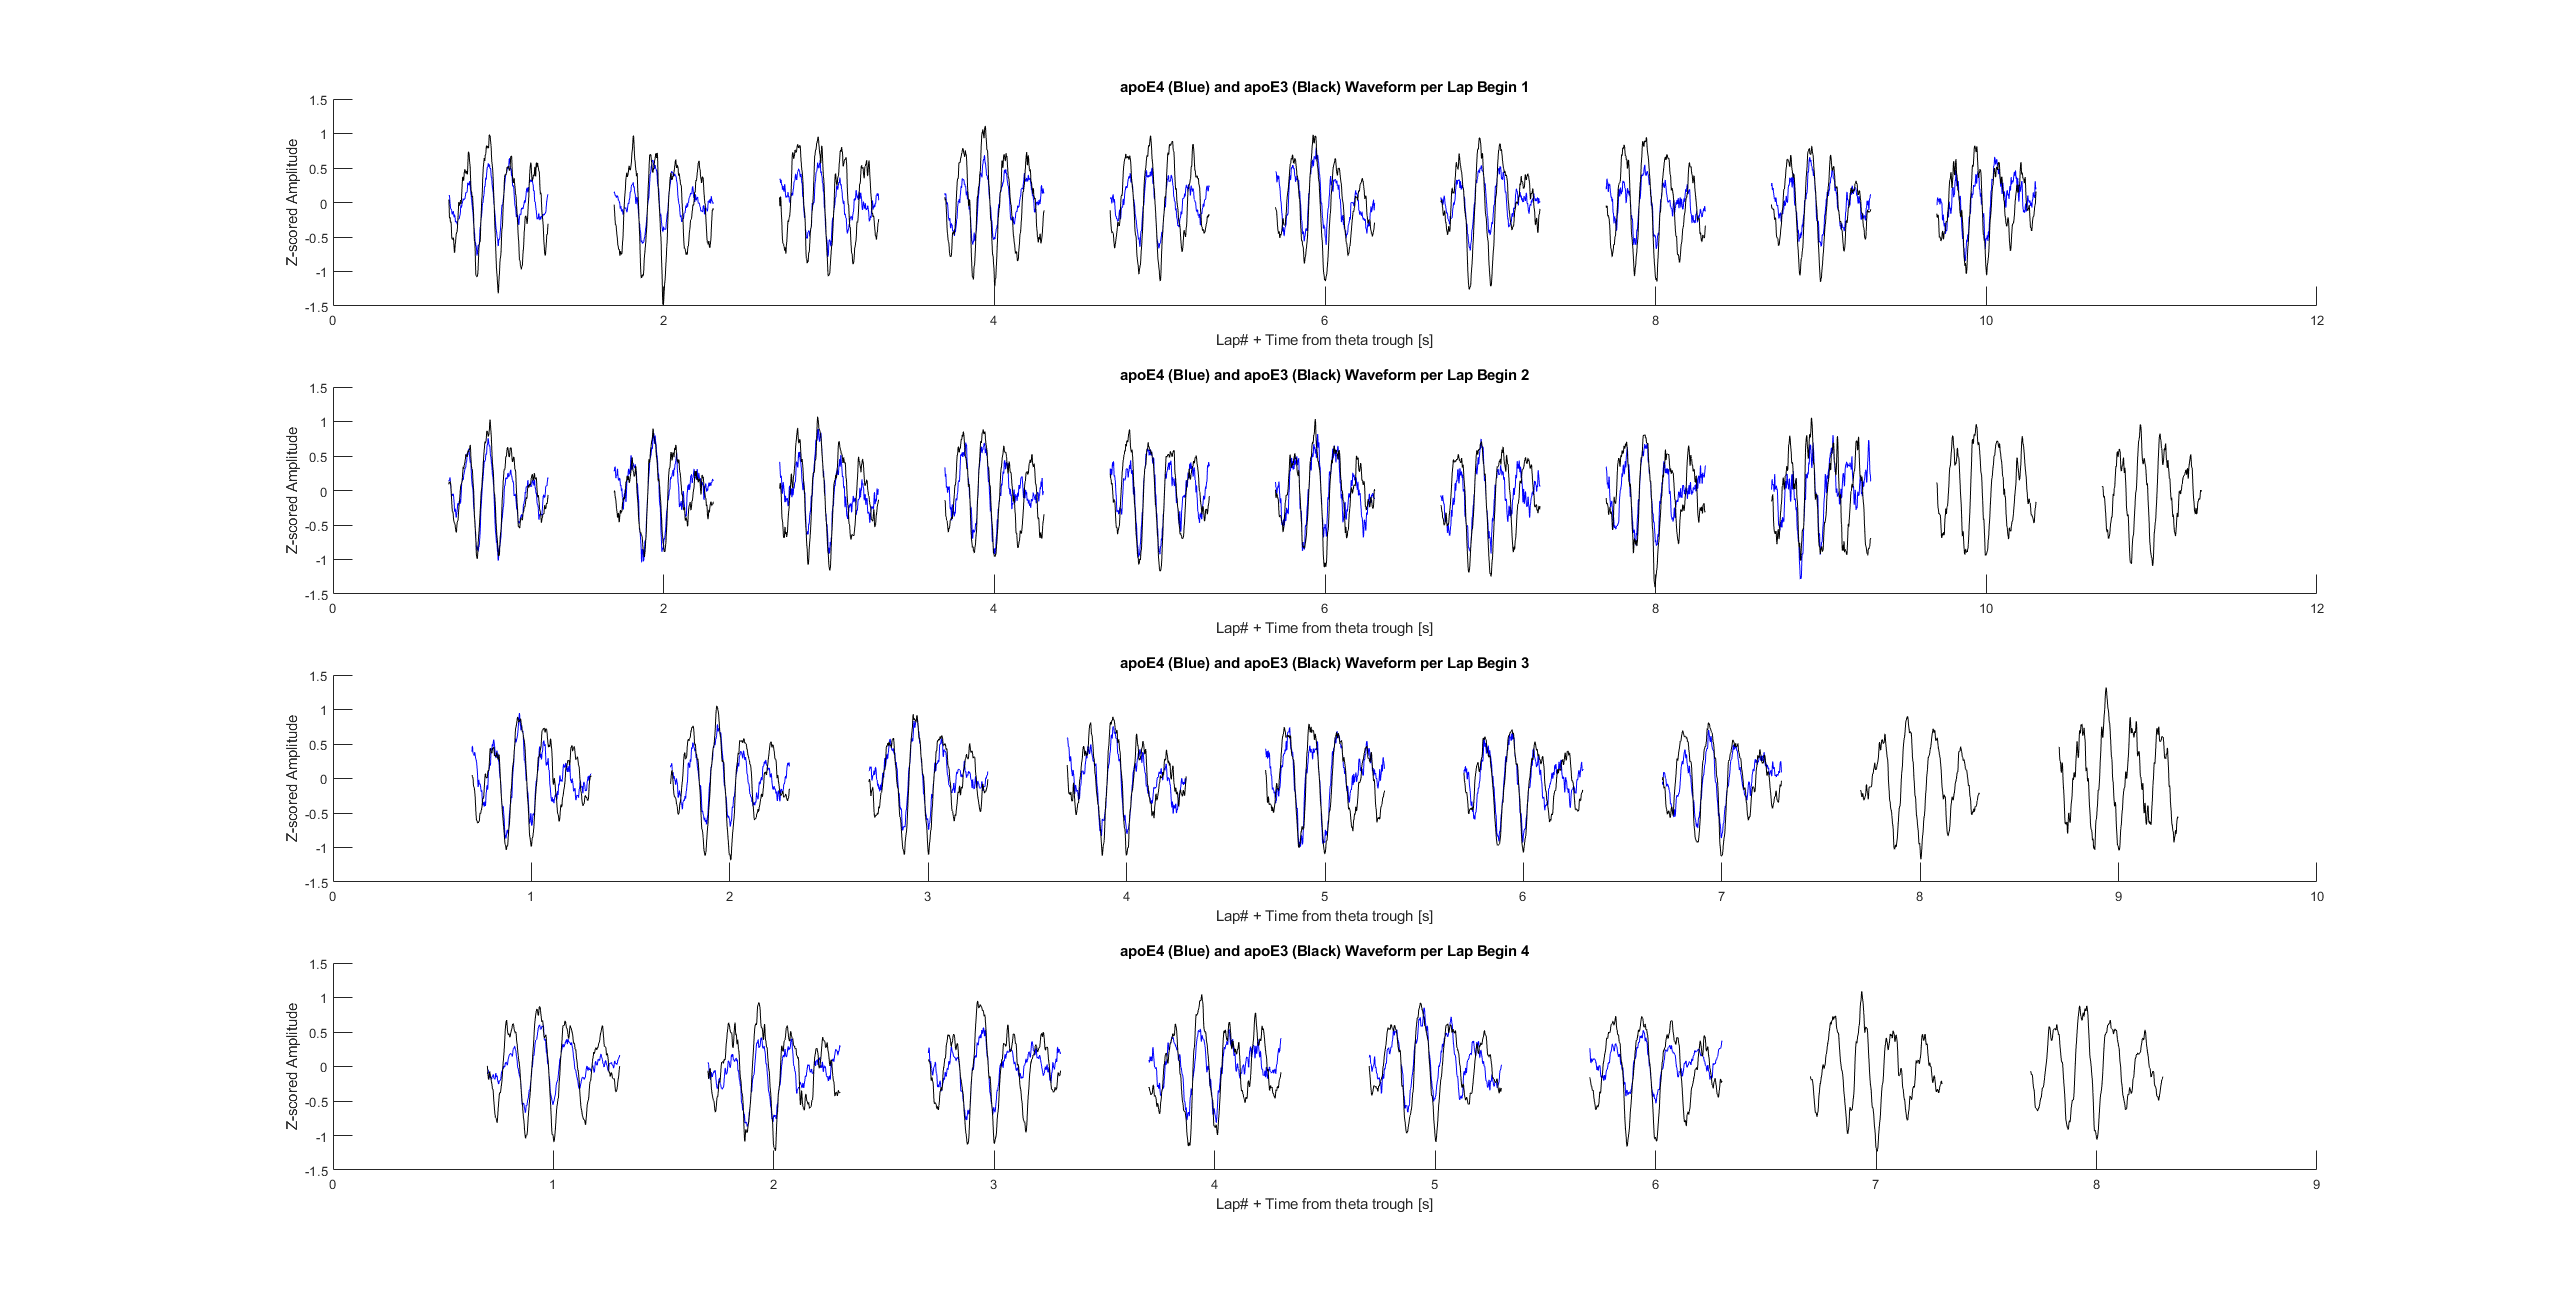 apoE4 (Blue) and apoE3 (Black) Waveform per Lap Begin 1
1.5
1
0.5
0
-0.5
-1
-1.5
Z-scored Amplitude
0 2 4 6 8 10 12
Lap# + Time from theta trough [s]
apoE4 (Blue) and apoE3 (Black) Waveform per Lap Begin 2
1.5
1
0.5
0
-0.5
-1
-1.5
Z-scored Amplitude
0 2 4 6 8 10 12
Lap# + Time from theta trough [s]
apoE4 (Blue) and apoE3 (Black) Waveform per Lap Begin 3
1.5
1
0.5
0
-0.5
-1
-1.5
Z-scored Amplitude
0 1 2 3 4 5 6 7 8 9 10
Lap# + Time from theta trough [s]
apoE4 (Blue) and apoE3 (Black) Waveform per Lap Begin 4
1.5
1
0.5
0
-0.5
-1
-1.5
Z-scored Amplitude
0 1 2 3 4 5 6 7 8 9
Lap# + Time from theta trough [s]